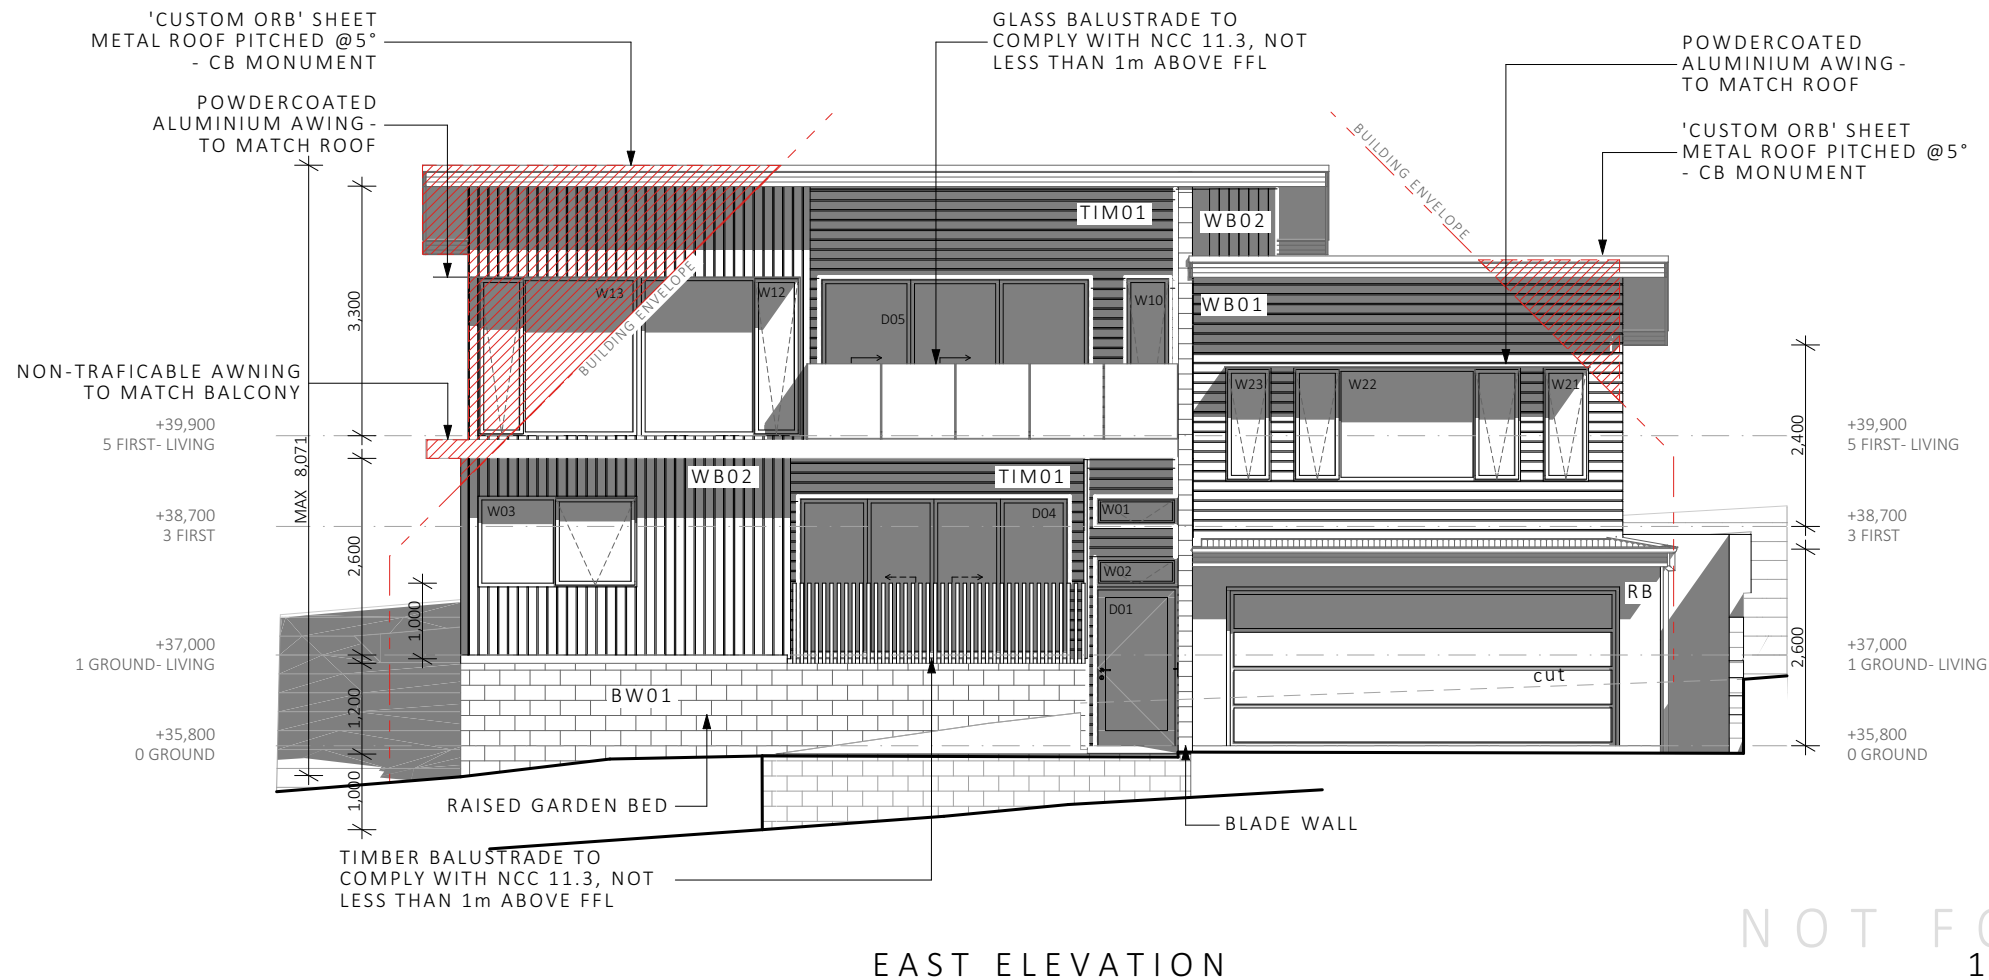 'CUSTOM ORB' SHEET
METAL ROOF PITCHED @5°
- CB MONUMENT
POWDERCOATED
ALUMINIUM AWING -
TO MATCH ROOF
GLASS BALUSTRADE TO
COMPLY WITH NCC 11.3, NOT
LESS THAN 1m ABOVE FFL
POWDERCOATED
ALUMINIUM AWING -
TO MATCH ROOF
'CUSTOM ORB' SHEET
METAL ROOF PITCHED @5°
- CB MONUMENT
BUILDING ENVELOPE
BUILDING ENVELOPE
TIM01
WB02
WB01
W13
W12
D05
W10
W23
W22
W21
3,300
MAX 8,071
NON-TRAFICABLE AWNING
TO MATCH BALCONY
+39,900
5 FIRST- LIVING
+39,900
5 FIRST- LIVING
2,400
WB02
TIM01
W03
D04
W01
W02
D01
+38,700
3 FIRST
+38,700
3 FIRST
2,600
1,000
RB
2,600
+37,000
1 GROUND- LIVING
+37,000
1 GROUND- LIVING
cut
BW01
1,200
+35,800
0 GROUND
+35,800
0 GROUND
1,000
RAISED GARDEN BED
BLADE WALL
TIMBER BALUSTRADE TO
COMPLY WITH NCC 11.3, NOT
LESS THAN 1m ABOVE FFL
NOT FO
EAST ELEVATION
1